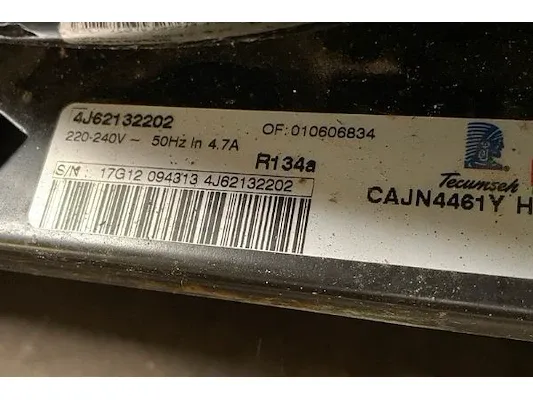 4J62132202
OF: 010606834
220-240V ~ 50Hz In 4.7A
R134a
S/N: 17G12 094313 4J62132202
Tecumseh
CAJN4461Y H